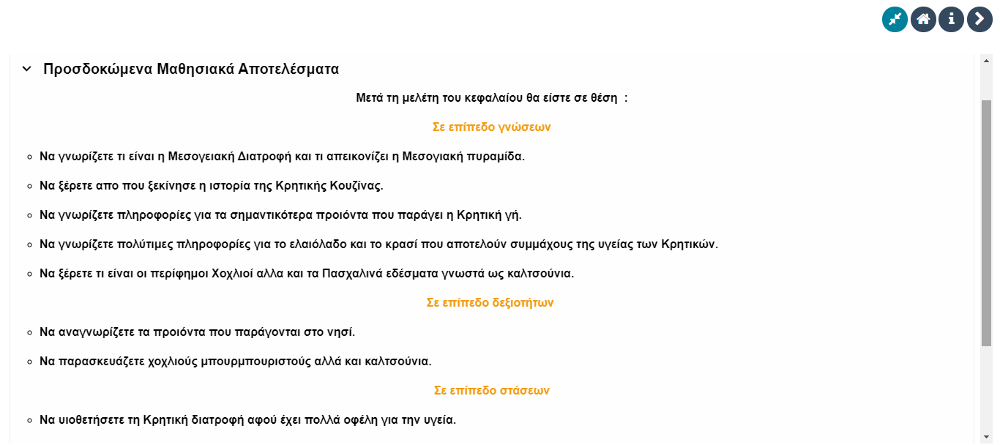 Προσδοκώμενα Μαθησιακά Αποτελέσματα
Μετά τη μελέτη του κεφαλαίου θα είστε σε θέση :
Σε επίπεδο γνώσεων
Να γνωρίζετε τι είναι η Μεσογειακή Διατροφή και τι απεικονίζει η Μεσογιακή πυραμίδα.
Να ξέρετε απο που ξεκίνησε η ιστορία της Κρητικής Κουζίνας.
Να γνωρίζετε πληροφορίες για τα σημαντικότερα προιόντα που παράγει η Κρητική γή.
Να γνωρίζετε πολύτιμες πληροφορίες για το ελαιόλαδο και το κρασί που αποτελούν συμμάχους της υγείας των Κρητικών.
Να ξέρετε τι είναι οι περίφημοι Χοχλιοί αλλα και τα Πασχαλινά εδέσματα γνωστά ως καλτσούνια.
Σε επίπεδο δεξιοτήτων
Να αναγνωρίζετε τα προιόντα που παράγονται στο νησί.
Να παρασκευάζετε χοχλιούς μπουρμπουριστούς αλλά και καλτσούνια.
Σε επίπεδο στάσεων
Να υιοθετήσετε τη Κρητική διατροφή αφού έχει πολλά οφέλη για την υγεία.